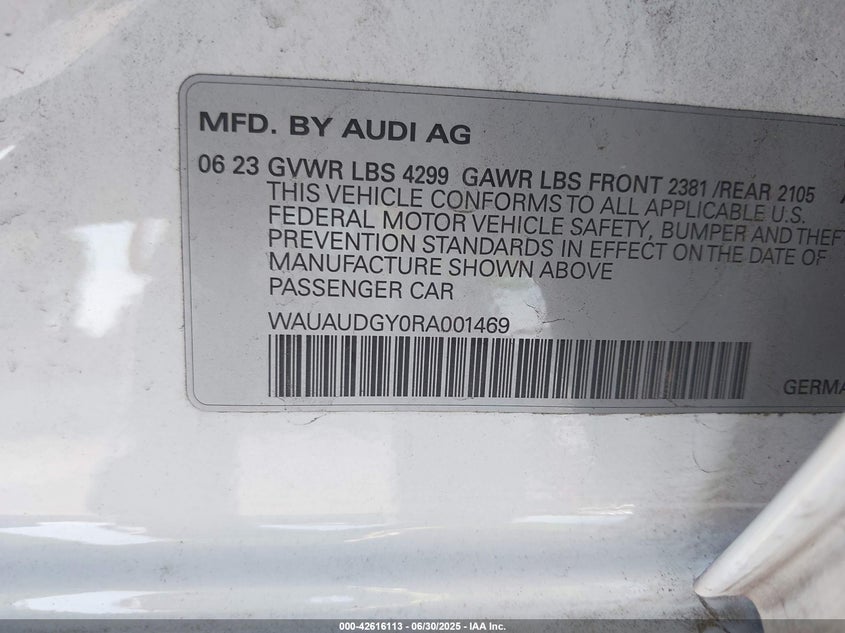 MFD. BY AUDI AG
06 23 GVWR LBS 4299 GAWR LBS FRONT 2381 /REAR 2105
THIS VEHICLE CONFORMS TO ALL APPLICABLE U.S.
FEDERAL MOTOR VEHICLE SAFETY, BUMPER AND THEFT
PREVENTION STANDARDS IN EFFECT ON THE DATE OF
MANUFACTURE SHOWN ABOVE
PASSENGER CAR
WAUAUDGY0RA001469
GERMA
000-42616113 - 06/30/2025 - IAA Inc.